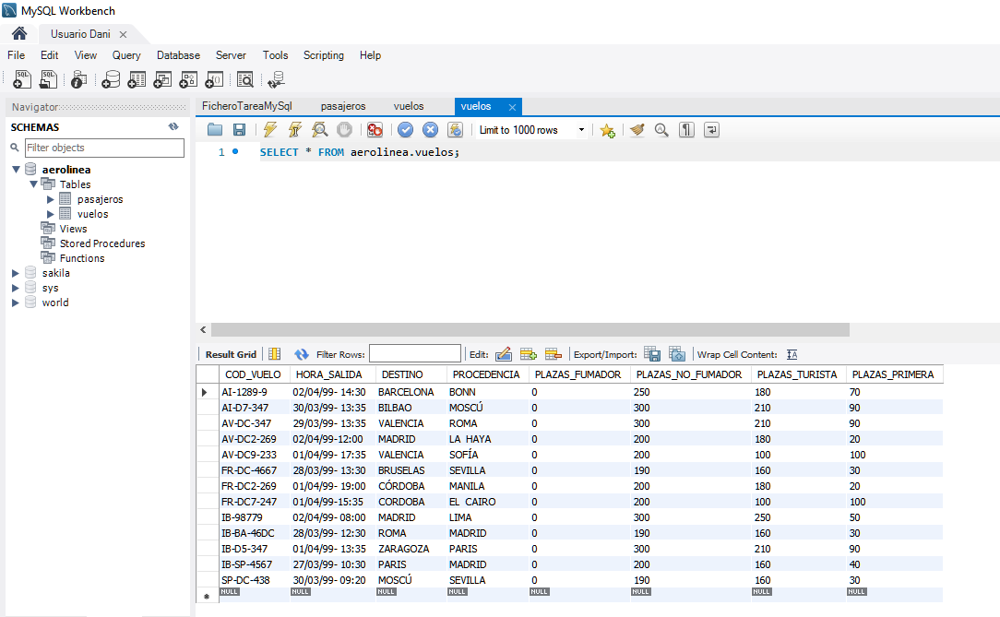 MySQL Workbench
Usuario Dani
File Edit View Query Database Server Tools Scripting Help
Navigator
SCHEMAS
Filter objects
aerolinea
Tables
pasajeros
vuelos
Views
Stored Procedures
Functions
sakila
sys
world
FicheroTareaMySql pasajeros vuelos vuelos
Limit to 1000 rows
1 SELECT * FROM aerolinea.vuelos;
Result Grid Filter Rows: Edit: Export/Import: Wrap Cell Content:
COD_VUELO HORA_SALIDA DESTINO PROCEDENCIA PLAZAS_FUMADOR PLAZAS_NO_FUMADOR PLAZAS_TURISTA PLAZAS_PRIMERA
AI-1289-9 02/04/99- 14:30 BARCELONA BONN 0 250 180 70
AI-D7-347 30/03/99- 13:35 BILBAO MOSCÚ 0 300 210 90
AV-DC-347 29/03/99- 13:35 VALENCIA ROMA 0 300 210 90
AV-DC2-269 02/04/99-12:00 MADRID LA HAYA 0 200 180 20
AV-DC9-233 01/04/99- 17:35 VALENCIA SOFÍA 0 200 100 100
FR-DC-4667 28/03/99- 13:30 BRUSELAS SEVILLA 0 190 160 30
FR-DC2-269 01/04/99- 19:00 CÓRDOBA MANILA 0 200 180 20
FR-DC7-247 01/04/99-15:35 CORDOBA EL CAIRO 0 200 100 100
IB-98779 02/04/99- 08:00 MADRID LIMA 0 300 250 50
IB-BA-46DC 28/03/99- 12:30 ROMA MADRID 0 190 160 30
IB-D5-347 01/04/99- 13:35 ZARAGOZA PARIS 0 300 210 90
IB-SP-4567 27/03/99- 10:30 PARIS MADRID 0 200 160 40
SP-DC-438 30/03/99- 09:20 MOSCÚ SEVILLA 0 190 160 30
NULL NULL NULL NULL NULL NULL NULL NULL